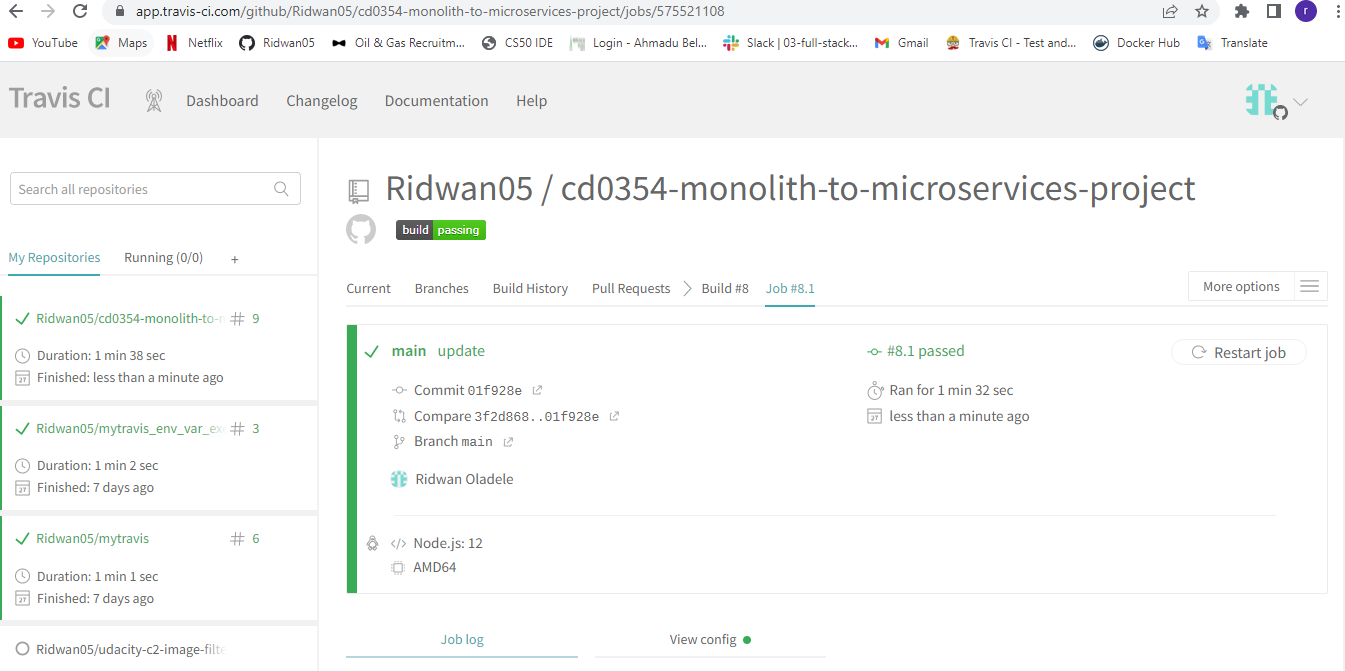 app.travis-ci.com/github/Ridwan05/cd0354-monolith-to-microservices-project/jobs/575521108
r
YouTube Maps Netflix Ridwan05 Oil & Gas Recruitm... CS50 IDE Login - Ahmadu Bel... Slack | 03-full-stack... Gmail Travis CI - Test and... Docker Hub Translate
Travis CI Dashboard Changelog Documentation Help
Search all repositories
My Repositories Running (0/0) +
Ridwan05/cd0354-monolith-to-m # 9
Duration: 1 min 38 sec
Finished: less than a minute ago
Ridwan05/mytravis_env_var_ex # 3
Duration: 1 min 2 sec
Finished: 7 days ago
Ridwan05/mytravis # 6
Duration: 1 min 1 sec
Finished: 7 days ago
Ridwan05/udacity-c2-image-filte
Ridwan05 / cd0354-monolith-to-microservices-project
build passing
Current Branches Build History Pull Requests Build #8 Job #8.1
More options
main update
Commit 01f928e
Compare 3f2d868..01f928e
Branch main
Ridwan Oladele
#8.1 passed
Ran for 1 min 32 sec
less than a minute ago
Restart job
Node.js: 12
AMD64
Job log View config